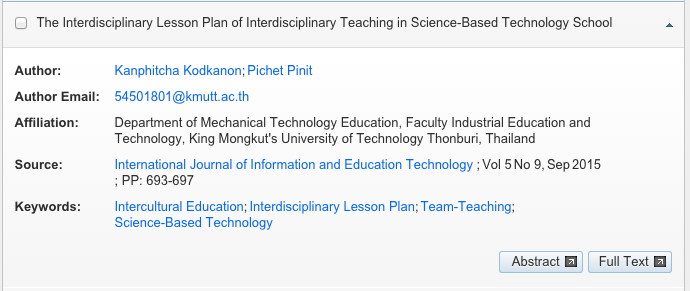 The Interdisciplinary Lesson Plan of Interdisciplinary Teaching in Science-Based Technology School
Author: Kanphitcha Kodkanon; Pichet Pinit
Author Email: 54501801@kmutt.ac.th
Affiliation: Department of Mechanical Technology Education, Faculty Industrial Education and
Technology, King Mongkut's University of Technology Thonburi, Thailand
Source: International Journal of Information and Education Technology ; Vol 5 No 9, Sep 2015
; PP: 693-697
Keywords: Intercultural Education; Interdisciplinary Lesson Plan; Team-Teaching;
Science-Based Technology
Abstract Full Text